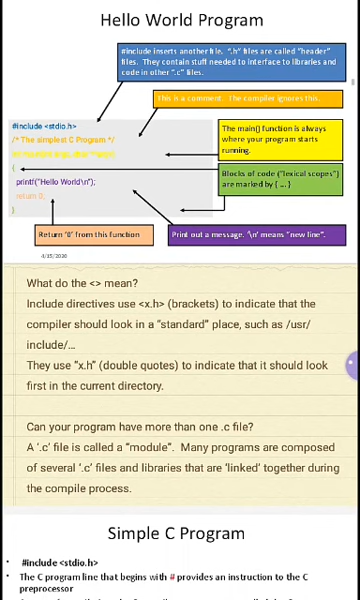 Hello World Program
#include inserts another file. ".h" files are called "header"
files. They contain stuff needed to interface to libraries and
code in other ".c" files.
This is a comment. The compiler ignores this.
#include <stdio.h>
/* The simplest C Program */
The main() function is always
where your program starts
running.
{
Blocks of code ("lexical scopes")
are marked by { … }
printf("Hello World\n");
return 0;
}
Return '0' from this function
Print out a message. '\n' means "new line".
What do the <> mean?
Include directives use <x.h> (brackets) to indicate that the
compiler should look in a "standard" place, such as /usr/
include/...
They use "x.h" (double quotes) to indicate that it should look
first in the current directory.
Can your program have more than one .c file?
A '.c' file is called a "module". Many programs are composed
of several '.c' files and libraries that are 'linked' together during
the compile process.
Simple C Program
• #include <stdio.h>
• The C program line that begins with # provides an instruction to the C
preprocessor